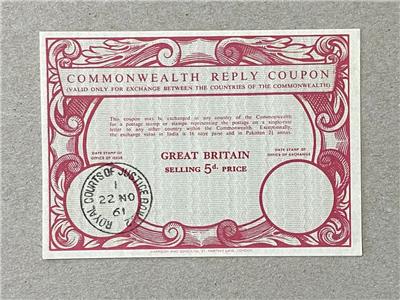 COMMONWEALTH REPLY COUPON
(VALID ONLY FOR EXCHANGE BETWEEN THE COUNTRIES OF THE COMMONWEALTH)
This coupon may be exchanged in any country of the Commonwealth
for a postage stamp or stamps representing the postage on a single-rate
letter to any other country within the Commonwealth. Exceptionally,
the exchange value in India is 16 naye paise and in Pakistan 2½ annas.
DATE STAMP OF
OFFICE OF ISSUE
DATE STAMP OF
OFFICE OF EXCHANGE
GREAT BRITAIN
SELLING 5d. PRICE
ROYAL COURTS OF JUSTICE
1
22 NO
61